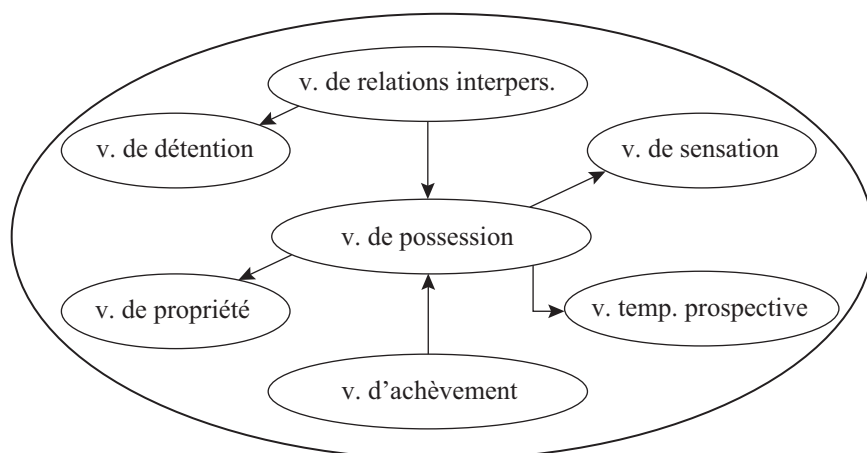 v. de relations interpers.
v. de détention
v. de sensation
v. de possession
v. de propriété
v. temp. prospective
v. d’achèvement